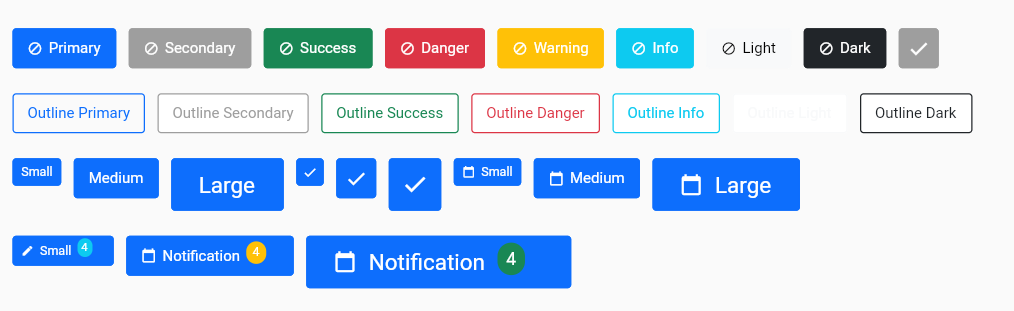 Primary Secondary Success Danger Warning Info Light Dark
Outline Primary Outline Secondary Outline Success Outline Danger Outline Info Outline Light Outline Dark
Small Medium Large Small Medium Large
Small 4 Notification 4 Notification 4